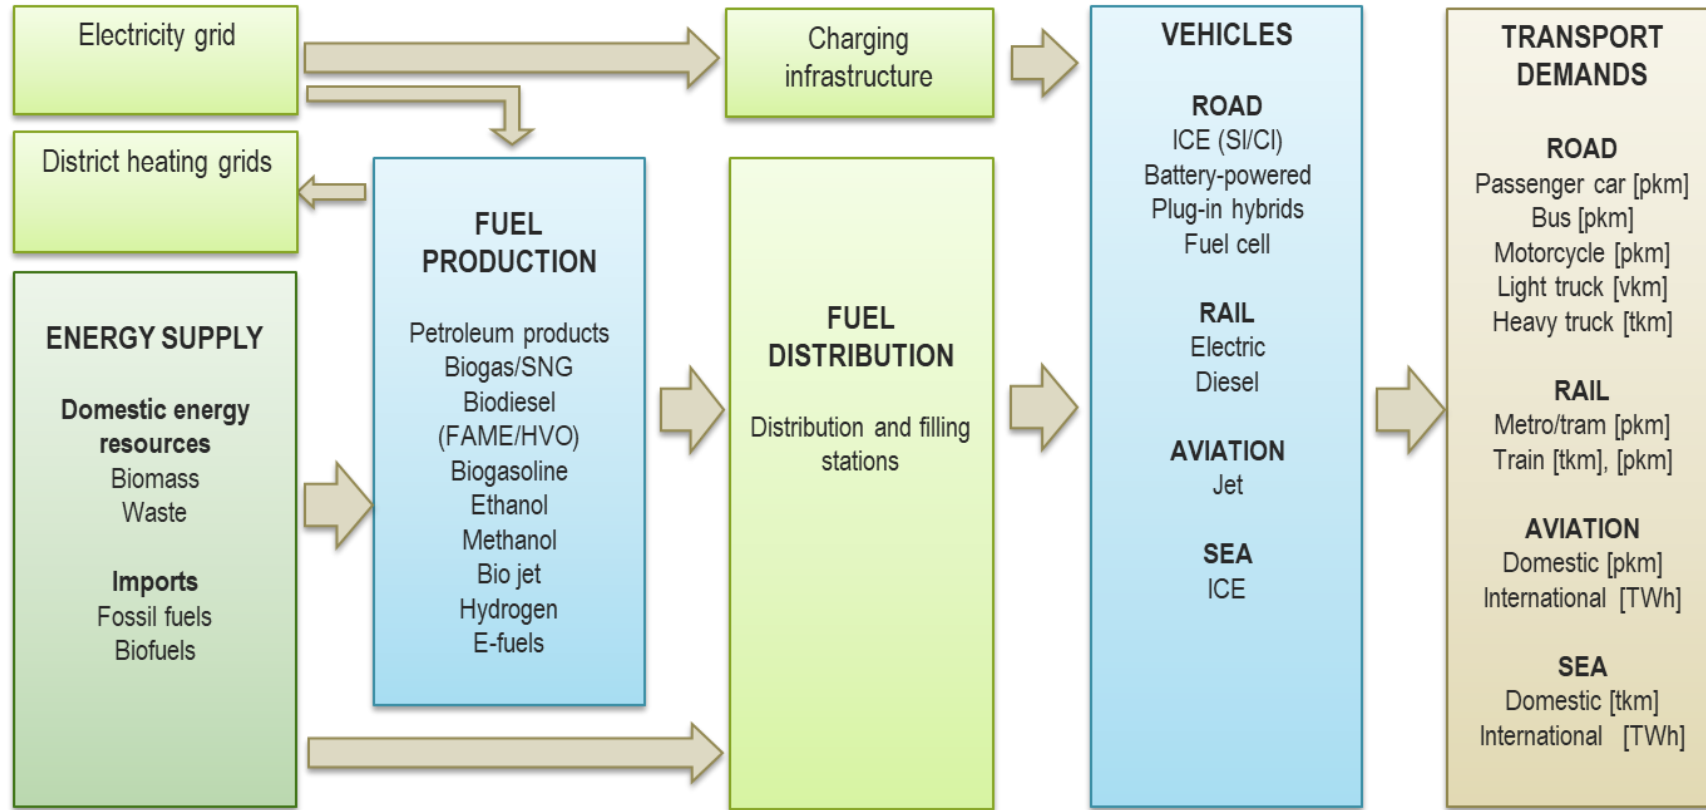 Electricity grid
District heating grids
ENERGY SUPPLY
Domestic energy
resources
Biomass
Waste
Imports
Fossil fuels
Biofuels
FUEL
PRODUCTION
Petroleum products
Biogas/SNG
Biodiesel
(FAME/HVO)
Biogasoline
Ethanol
Methanol
Bio jet
Hydrogen
E-fuels
Charging
infrastructure
FUEL
DISTRIBUTION
Distribution and filling
stations
VEHICLES
ROAD
ICE (SI/CI)
Battery-powered
Plug-in hybrids
Fuel cell
RAIL
Electric
Diesel
AVIATION
Jet
SEA
ICE
TRANSPORT
DEMANDS
ROAD
Passenger car [pkm]
Bus [pkm]
Motorcycle [pkm]
Light truck [vkm]
Heavy truck [tkm]
RAIL
Metro/tram [pkm]
Train [tkm], [pkm]
AVIATION
Domestic [pkm]
International [TWh]
SEA
Domestic [tkm]
International [TWh]